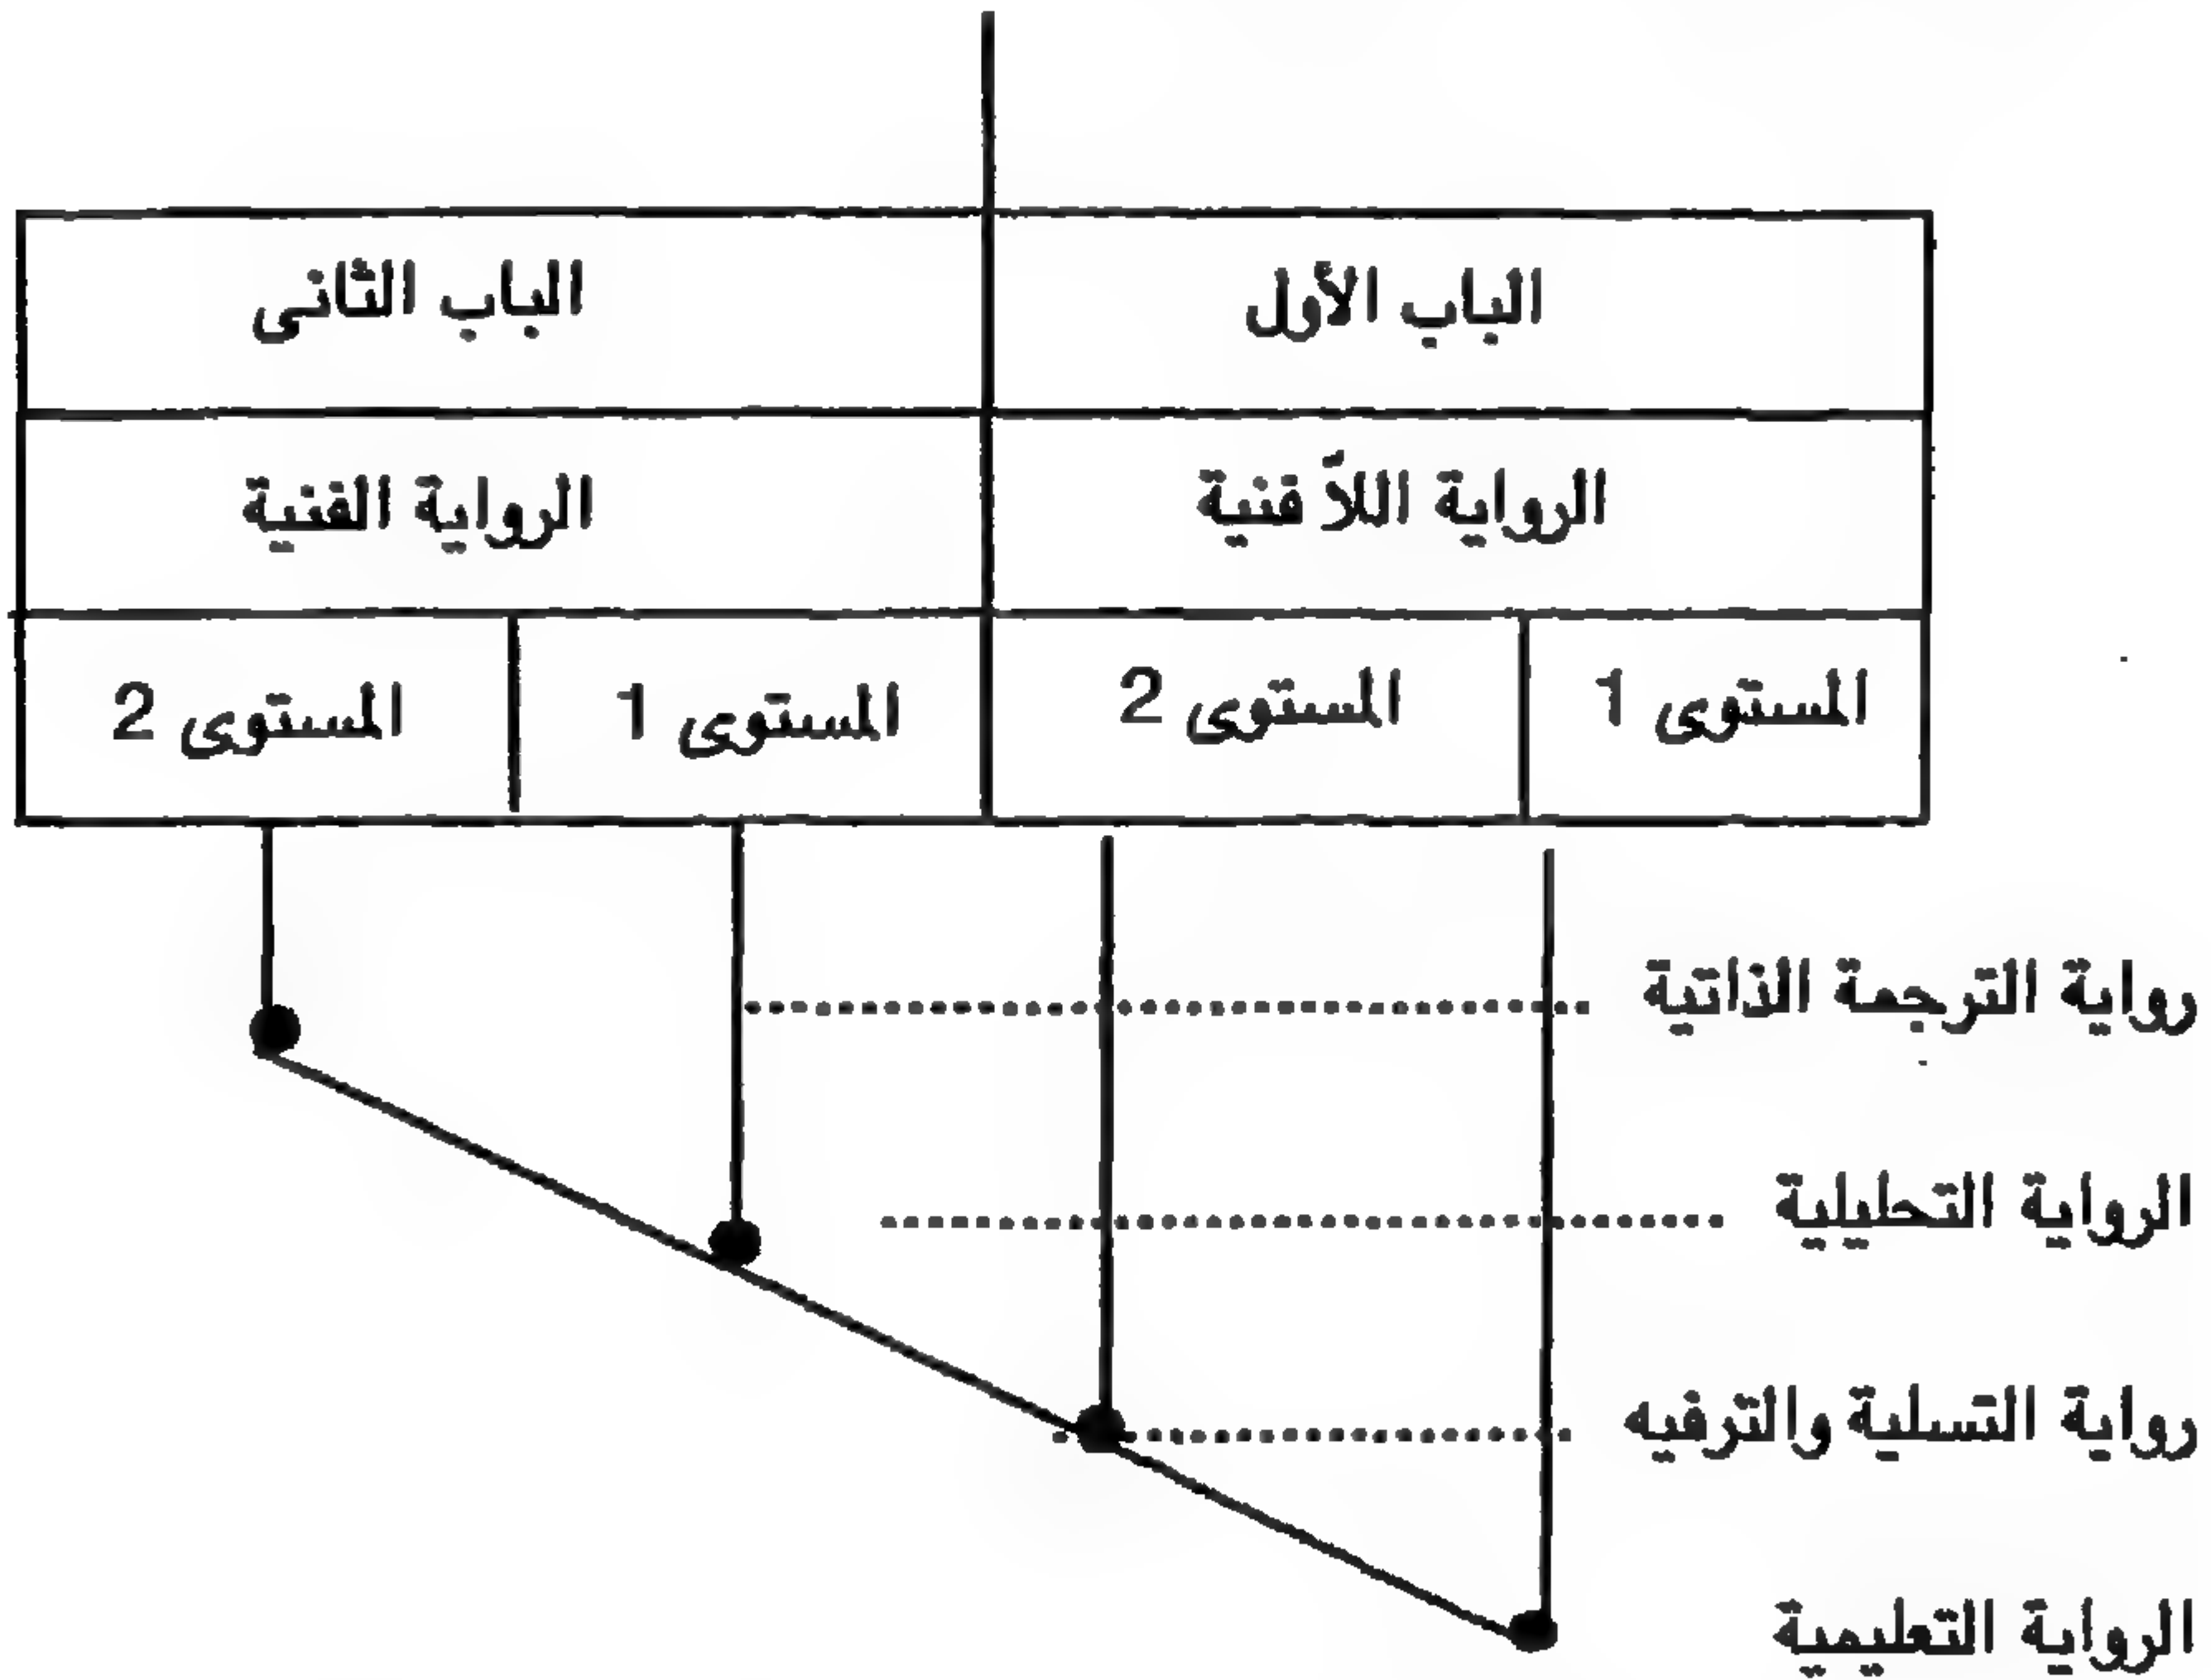 الباب الأول الباب الثانى
الرواية اللاّ فنية الرواية الفنية
المستوى 1 المستوى 2 المستوى 1 المستوى 2
رواية الترجمة الذاتية
الرواية التحليلية
رواية التسلية والترفيه
الرواية التعليمية